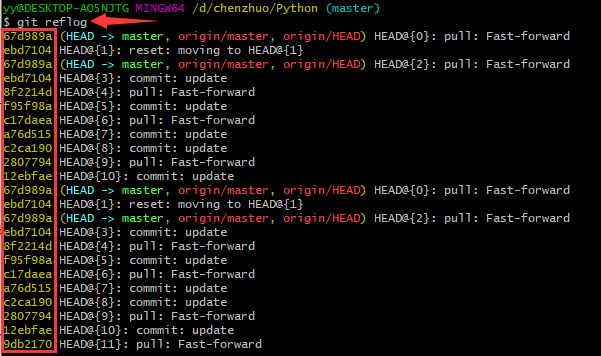 yy@DESKTOP-AO5NJTG MINGW64 /d/chenzhuo/Python (master)
$ git reflog
67d989a (HEAD -> master, origin/master, origin/HEAD) HEAD@{0}: pull: Fast-forward
ebd7104 HEAD@{1}: reset: moving to HEAD@{1}
67d989a (HEAD -> master, origin/master, origin/HEAD) HEAD@{2}: pull: Fast-forward
ebd7104 HEAD@{3}: commit: update
8f2214d HEAD@{4}: pull: Fast-forward
f95f98a HEAD@{5}: commit: update
c17daea HEAD@{6}: pull: Fast-forward
a76d515 HEAD@{7}: commit: update
c2ca190 HEAD@{8}: commit: update
2807794 HEAD@{9}: pull: Fast-forward
12ebfae HEAD@{10}: commit: update
67d989a (HEAD -> master, origin/master, origin/HEAD) HEAD@{0}: pull: Fast-forward
ebd7104 HEAD@{1}: reset: moving to HEAD@{1}
67d989a (HEAD -> master, origin/master, origin/HEAD) HEAD@{2}: pull: Fast-forward
ebd7104 HEAD@{3}: commit: update
8f2214d HEAD@{4}: pull: Fast-forward
f95f98a HEAD@{5}: commit: update
c17daea HEAD@{6}: pull: Fast-forward
a76d515 HEAD@{7}: commit: update
c2ca190 HEAD@{8}: commit: update
2807794 HEAD@{9}: pull: Fast-forward
12ebfae HEAD@{10}: commit: update
9db2170 HEAD@{11}: pull: Fast-forward